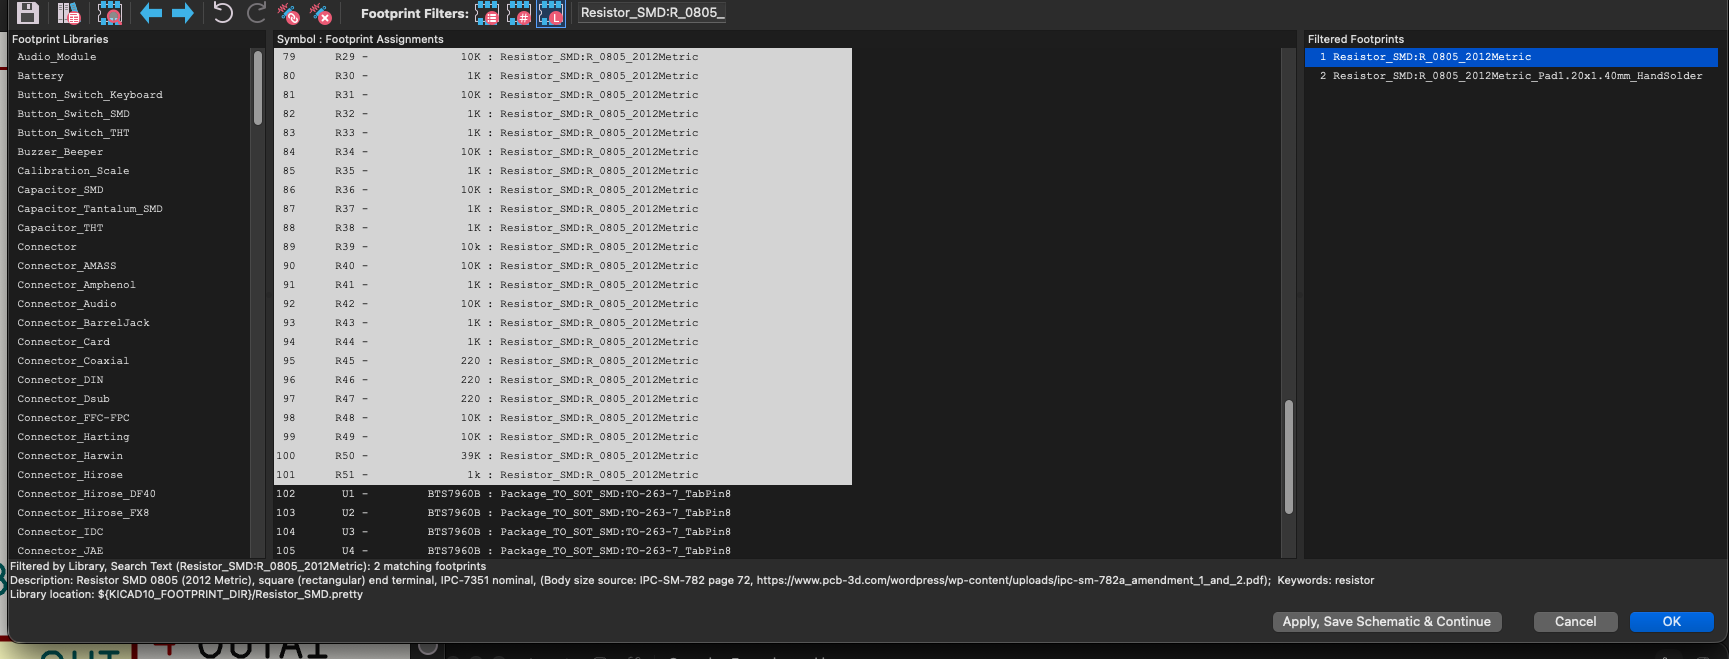 Footprint Filters:
Resistor_SMD:R_0805_
Footprint Libraries
Audio_Module
Battery
Button_Switch_Keyboard
Button_Switch_SMD
Button_Switch_THT
Buzzer_Beeper
Calibration_Scale
Capacitor_SMD
Capacitor_Tantalum_SMD
Capacitor_THT
Connector
Connector_AMASS
Connector_Amphenol
Connector_Audio
Connector_BarrelJack
Connector_Card
Connector_Coaxial
Connector_DIN
Connector_Dsub
Connector_FFC-FPC
Connector_Harting
Connector_Harwin
Connector_Hirose
Connector_Hirose_DF40
Connector_Hirose_FX8
Connector_IDC
Connector_JAE
Symbol : Footprint Assignments
79 R29 - 10K : Resistor_SMD:R_0805_2012Metric
80 R30 - 1K : Resistor_SMD:R_0805_2012Metric
81 R31 - 10K : Resistor_SMD:R_0805_2012Metric
82 R32 - 1K : Resistor_SMD:R_0805_2012Metric
83 R33 - 1K : Resistor_SMD:R_0805_2012Metric
84 R34 - 10K : Resistor_SMD:R_0805_2012Metric
85 R35 - 1K : Resistor_SMD:R_0805_2012Metric
86 R36 - 10K : Resistor_SMD:R_0805_2012Metric
87 R37 - 1K : Resistor_SMD:R_0805_2012Metric
88 R38 - 1K : Resistor_SMD:R_0805_2012Metric
89 R39 - 10k : Resistor_SMD:R_0805_2012Metric
90 R40 - 10K : Resistor_SMD:R_0805_2012Metric
91 R41 - 1K : Resistor_SMD:R_0805_2012Metric
92 R42 - 10K : Resistor_SMD:R_0805_2012Metric
93 R43 - 1K : Resistor_SMD:R_0805_2012Metric
94 R44 - 1K : Resistor_SMD:R_0805_2012Metric
95 R45 - 220 : Resistor_SMD:R_0805_2012Metric
96 R46 - 220 : Resistor_SMD:R_0805_2012Metric
97 R47 - 220 : Resistor_SMD:R_0805_2012Metric
98 R48 - 10K : Resistor_SMD:R_0805_2012Metric
99 R49 - 10K : Resistor_SMD:R_0805_2012Metric
100 R50 - 39K : Resistor_SMD:R_0805_2012Metric
101 R51 - 1k : Resistor_SMD:R_0805_2012Metric
102 U1 - BTS7960B : Package_TO_SOT_SMD:TO-263-7_TabPin8
103 U2 - BTS7960B : Package_TO_SOT_SMD:TO-263-7_TabPin8
104 U3 - BTS7960B : Package_TO_SOT_SMD:TO-263-7_TabPin8
105 U4 - BTS7960B : Package_TO_SOT_SMD:TO-263-7_TabPin8
Filtered Footprints
1 Resistor_SMD:R_0805_2012Metric
2 Resistor_SMD:R_0805_2012Metric_Pad1.20x1.40mm_HandSolder
Filtered by Library, Search Text (Resistor_SMD:R_0805_2012Metric): 2 matching footprints
Description: Resistor SMD 0805 (2012 Metric), square (rectangular) end terminal, IPC-7351 nominal, (Body size source: IPC-SM-782 page 72, https://www.pcb-3d.com/wordpress/wp-content/uploads/ipc-sm-782a_amendment_1_and_2.pdf);  Keywords: resistor
Library location: ${KICAD10_FOOTPRINT_DIR}/Resistor_SMD.pretty
Apply, Save Schematic & Continue
Cancel
OK